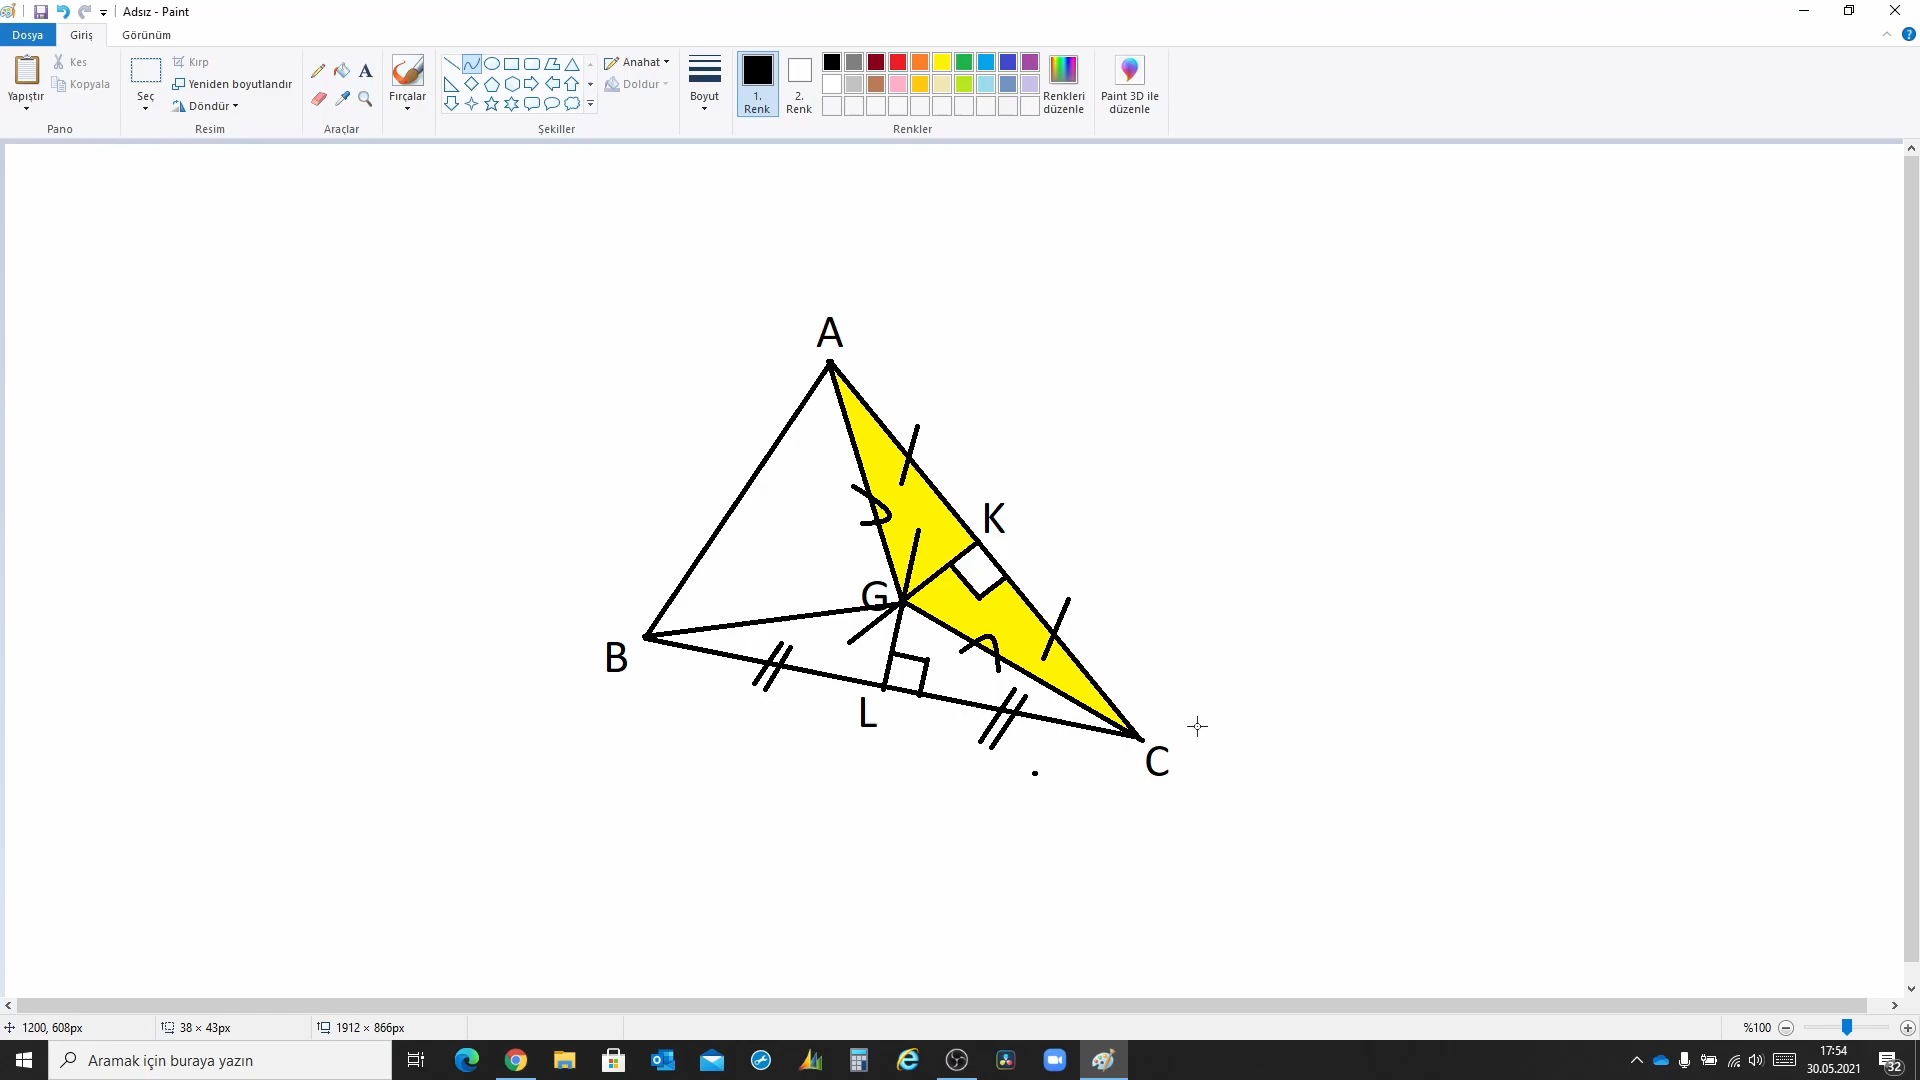 Adsız - Paint
Dosya Giriş Görünüm
Yapıştır
Kes
Kopyala
Pano
Seç
Kırp
Yeniden boyutlandır
Döndür
Resim
A
Araçlar
Fırçalar
Şekiller
Anahat
Doldur
Boyut
1. Renk
2. Renk
Renkler
Renkleri düzenle
Paint 3D ile düzenle
A
K
G
B
L
C
1200, 608px 38 × 43px 1912 × 866px %100
Aramak için buraya yazın
17:54
30.05.2021
32